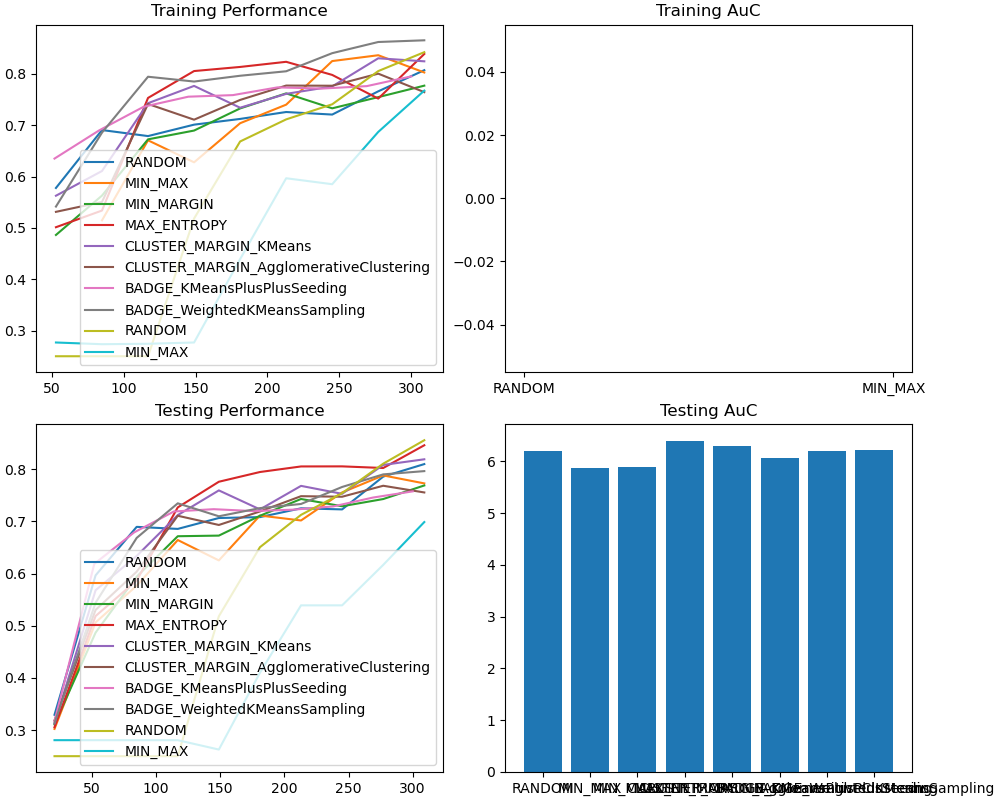 Training Performance
0.8
0.7
0.6
0.5
0.4
0.3
RANDOM
MIN_MAX
MIN_MARGIN
MAX_ENTROPY
CLUSTER_MARGIN_KMeans
CLUSTER_MARGIN_AgglomerativeClustering
BADGE_KMeansPlusPlusSeeding
BADGE_WeightedKMeansSampling
RANDOM
MIN_MAX
50 100 150 200 250 300
Training AuC
0.04
0.02
0.00
−0.02
−0.04
RANDOM MIN_MAX
Testing Performance
0.8
0.7
0.6
0.5
0.4
0.3
RANDOM
MIN_MAX
MIN_MARGIN
MAX_ENTROPY
CLUSTER_MARGIN_KMeans
CLUSTER_MARGIN_AgglomerativeClustering
BADGE_KMeansPlusPlusSeeding
BADGE_WeightedKMeansSampling
RANDOM
MIN_MAX
50 100 150 200 250 300
Testing AuC
6
5
4
3
2
1
0
RANDOM